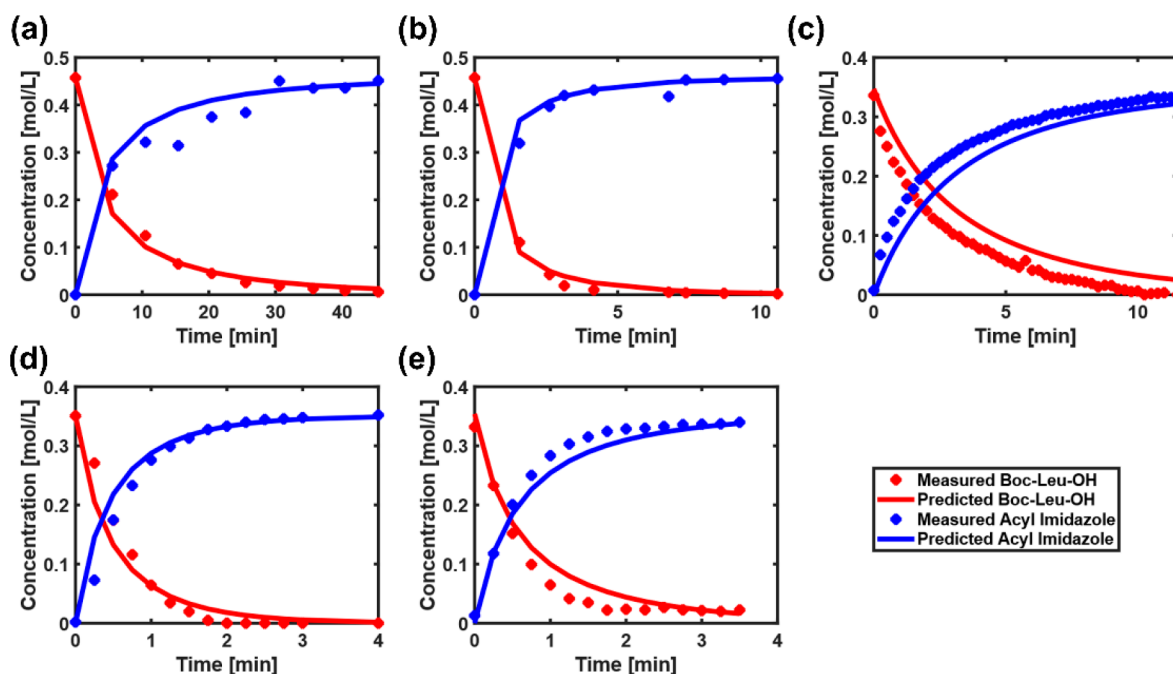 (a)
0.5
0.4
0.3
0.2
0.1
0
Concentration [mol/L]
0 10 20 30 40
Time [min]
(b)
0.5
0.4
0.3
0.2
0.1
0
Concentration [mol/L]
0 5 10
Time [min]
(c)
0.4
0.3
0.2
0.1
0
Concentration [mol/L]
0 5 10
Time [min]
(d)
0.4
0.3
0.2
0.1
0
Concentration [mol/L]
0 1 2 3 4
Time [min]
(e)
0.4
0.3
0.2
0.1
0
Concentration [mol/L]
0 1 2 3 4
Time [min]
Measured Boc-Leu-OH
Predicted Boc-Leu-OH
Measured Acyl Imidazole
Predicted Acyl Imidazole